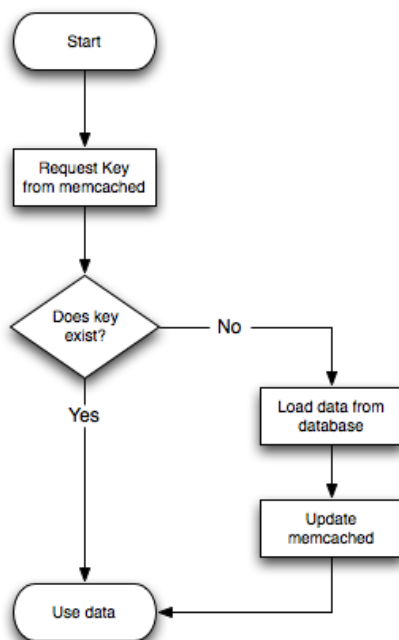 Start
Request Key
from memcached
Does key
exist?
No
Yes
Load data from
database
Update
memcached
Use data